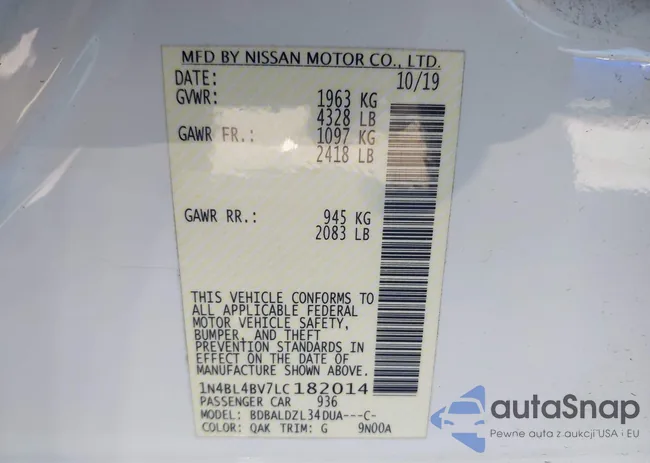 MFD BY NISSAN MOTOR CO., LTD.
DATE: 10/19
GVWR: 1963 KG
4328 LB
GAWR FR.: 1097 KG
2418 LB
GAWR RR.: 945 KG
2083 LB
THIS VEHICLE CONFORMS TO
ALL APPLICABLE FEDERAL
MOTOR VEHICLE SAFETY,
BUMPER, AND THEFT
PREVENTION STANDARDS IN
EFFECT ON THE DATE OF
MANUFACTURE SHOWN ABOVE.
1N4BL4BV7LC182014
PASSENGER CAR 936
MODEL: BDBALDZL34DUA---C-
COLOR: QAK TRIM: G 9N00A
autoSnap
Pewne auta z aukcji USA i EU